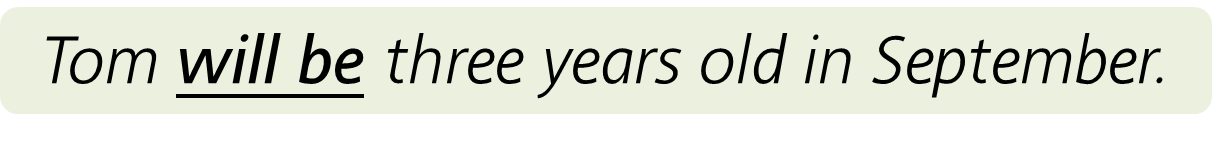 Tom will be three years old in September.